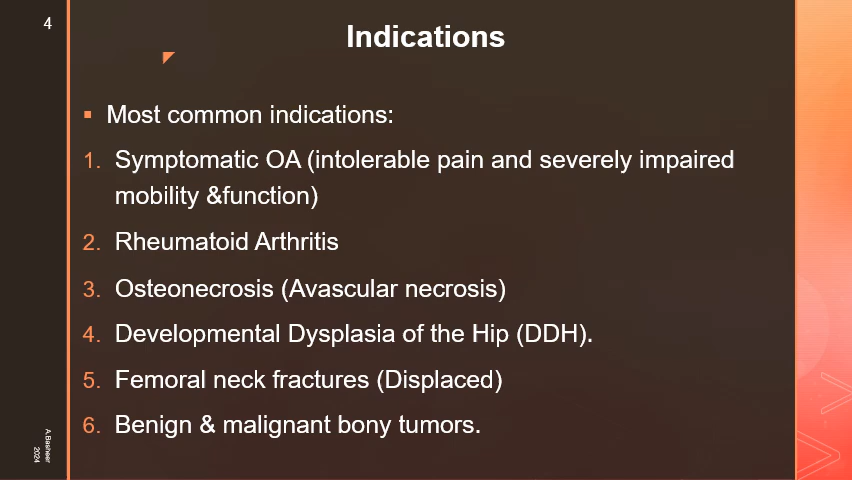 4
Indications
▪ Most common indications:
1. Symptomatic OA (intolerable pain and severely impaired
mobility &function)
2. Rheumatoid Arthritis
3. Osteonecrosis (Avascular necrosis)
4. Developmental Dysplasia of the Hip (DDH).
5. Femoral neck fractures (Displaced)
6. Benign & malignant bony tumors.
A.Basheer
2024